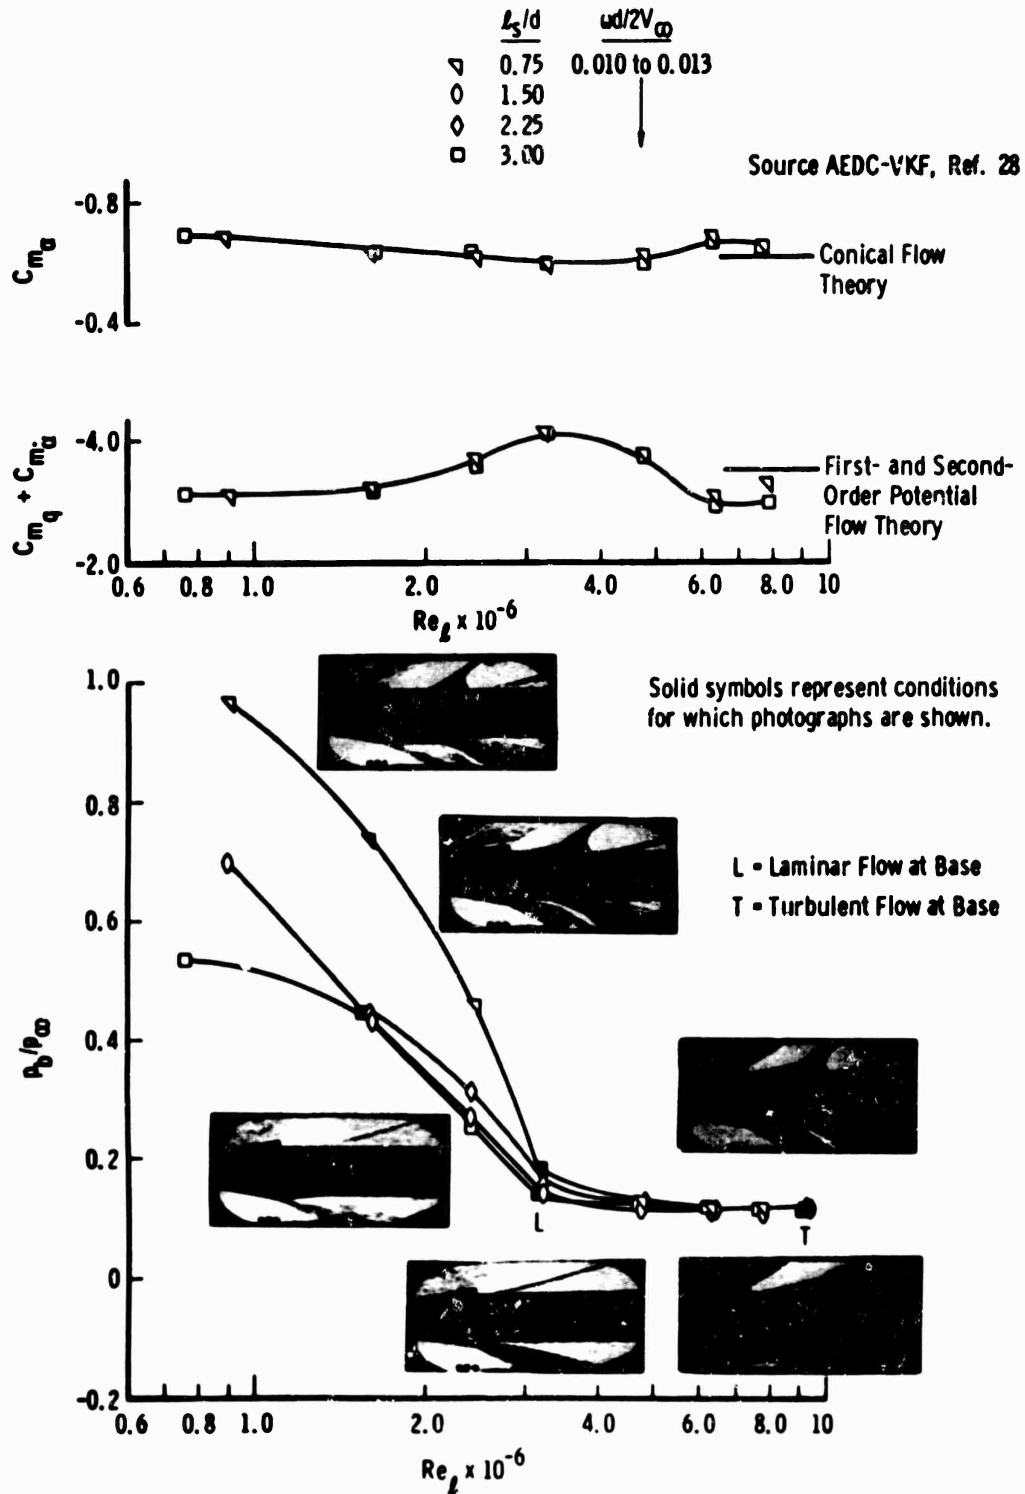 ℓs/d ωd/2V∞
0.75 0.010 to 0.013
1.50
2.25
3.00
Source AEDC-VKF, Ref. 28
-0.8
Cmα
-0.4
Conical Flow
Theory
-4.0
Cmq + Cmα̇
-2.0
First- and Second-
Order Potential
Flow Theory
0.6 0.8 1.0 2.0 4.0 6.0 8.0 10
Reℓ x 10⁻⁶
Solid symbols represent conditions
for which photographs are shown.
1.0
0.8
0.6
0.4
0.2
0
-0.2
pb/p∞
L = Laminar Flow at Base
T = Turbulent Flow at Base
L
T
0.6 0.8 1.0 2.0 4.0 6.0 8.0 10
Reℓ x 10⁻⁶